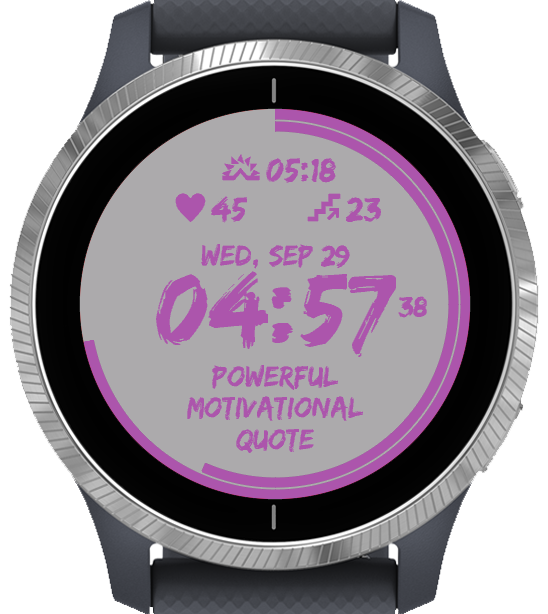 05:18
45 23
WED, SEP 29
04:57 38
POWERFUL
MOTIVATIONAL
QUOTE